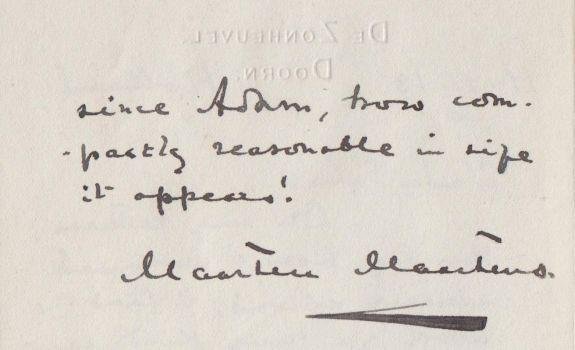 DE ZONHEUVEL.
DOORN.
since Adam, how com-
-pactly reasonable in size
it appears!
Maarten Maartens.